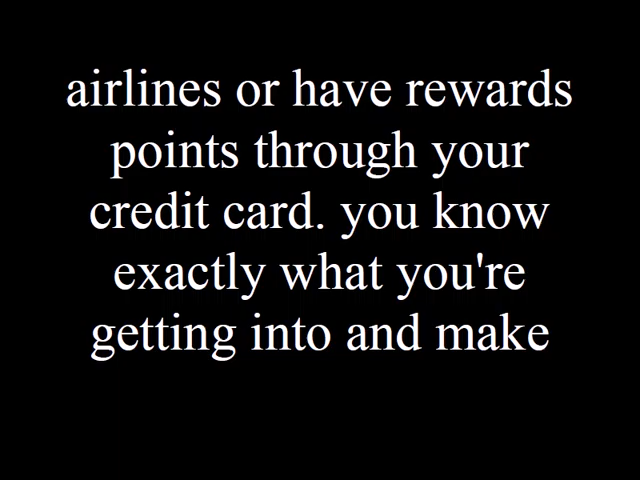 airlines or have rewards
points through your
credit card. you know
exactly what you're
getting into and make